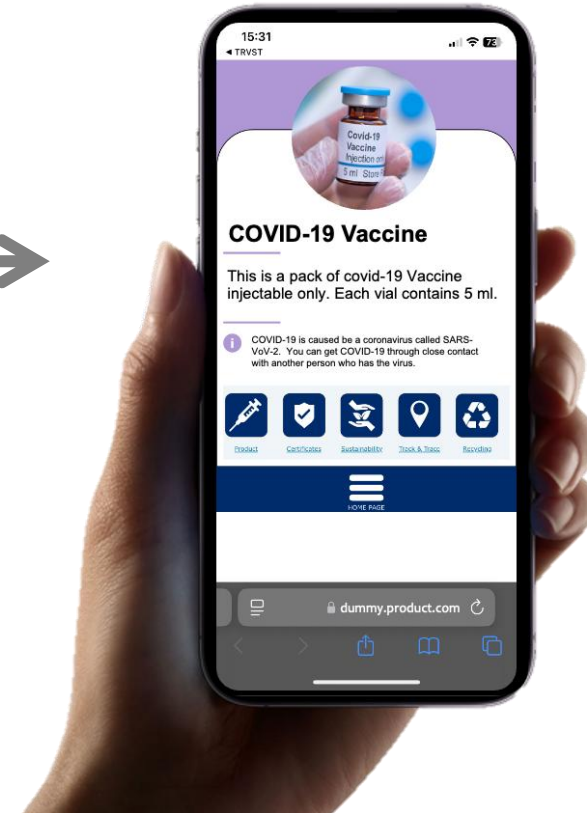 15:31
73
◀ TRVST
Covid-19
Vaccine
Injection only
5 ml Store
COVID-19 Vaccine
This is a pack of covid-19 Vaccine
injectable only. Each vial contains 5 ml.
i
COVID-19 is caused be a coronavirus called SARS-
VoV-2. You can get COVID-19 through close contact
with another person who has the virus.
Product Certificates Sustainability Track & Trace Recycling
HOME PAGE
dummy.product.com